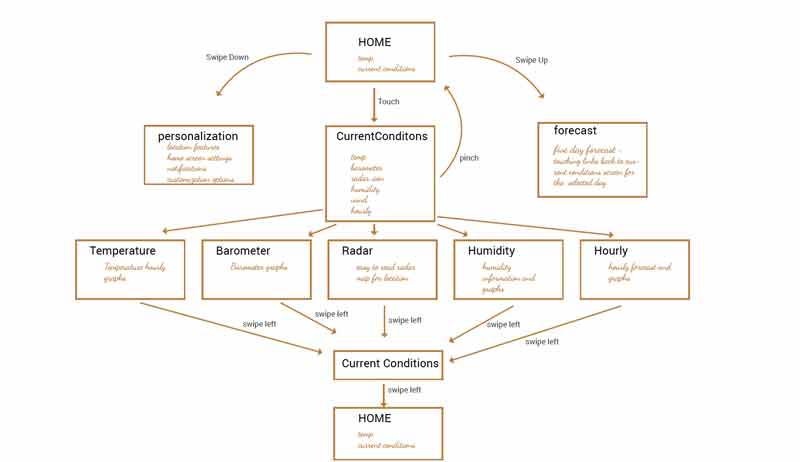 HOME
temp
current conditions
Swipe Down
Swipe Up
Touch
personalization
location features
home screen settings
notifications
customization options
CurrentConditons
temp
barometer
radar icon
humidity
wind
hourly
pinch
forecast
five day forecast -
touching links back to cur-
rent conditions screen for
the selected day
Temperature
Temperature hourly
graphs
Barometer
Barometer graphs
Radar
easy to read radar
map for location
Humidity
humidity
information and
graphs
Hourly
hourly forecast and
graphs
swipe left
swipe left
swipe left
swipe left
swipe left
Current Conditions
swipe left
HOME
temp
current conditions